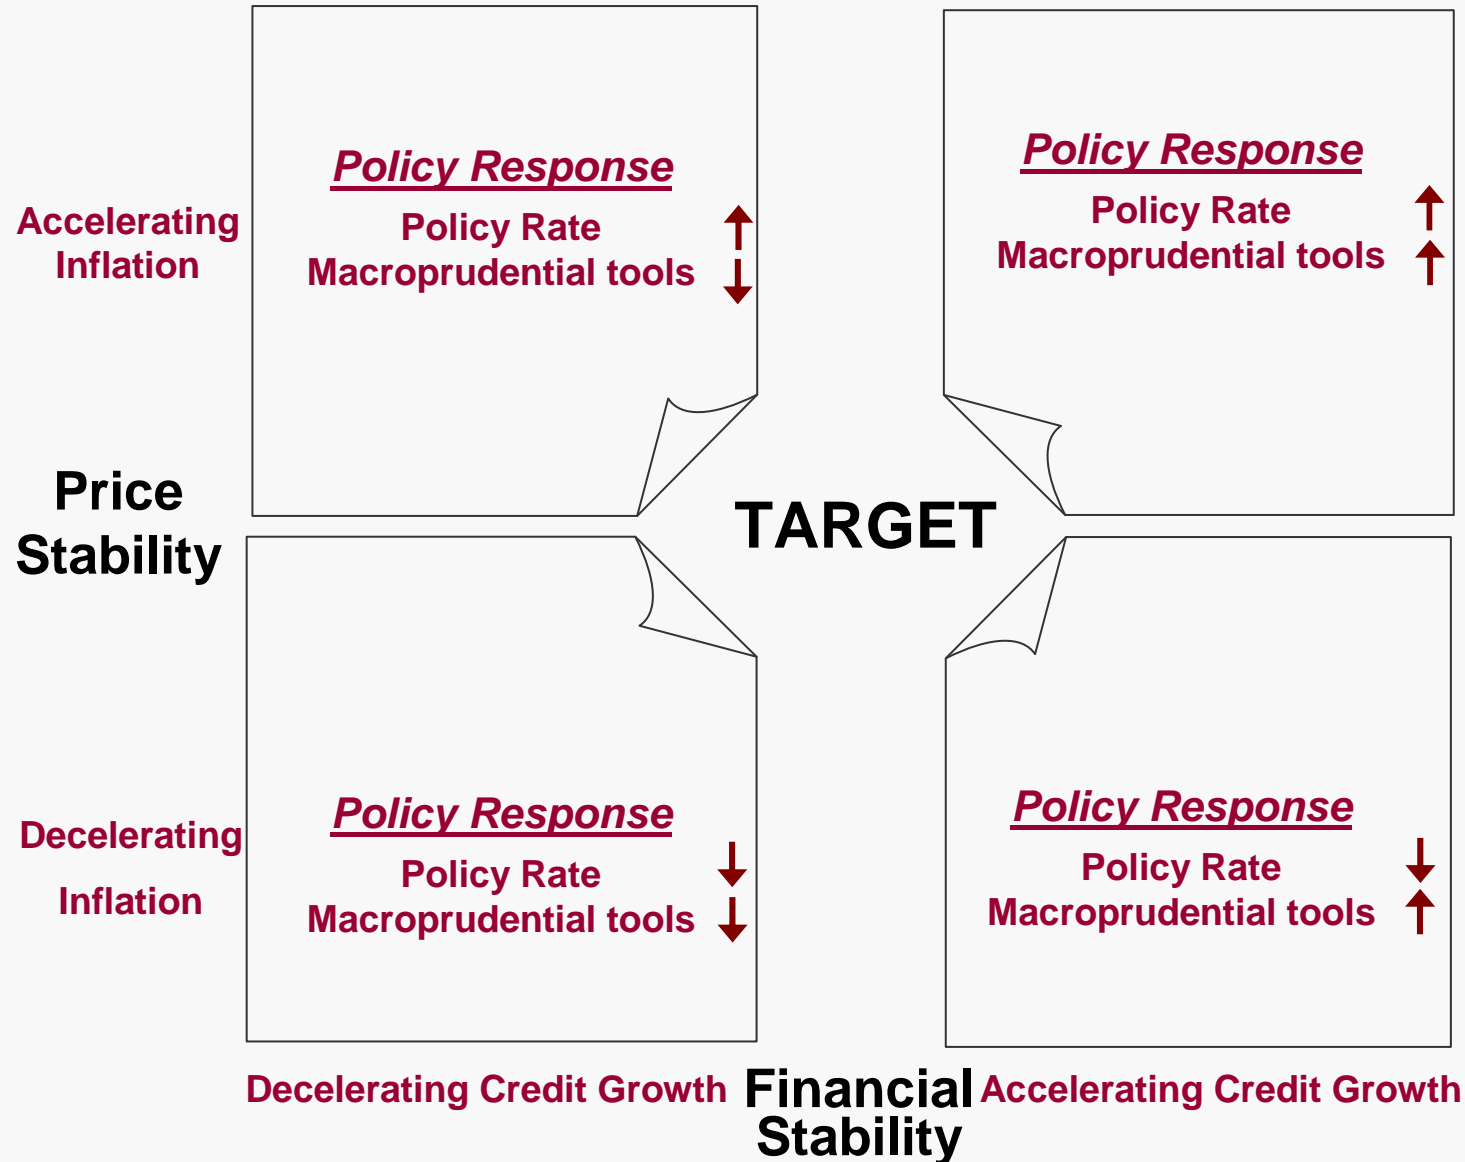 Policy Response
Policy Rate ↑
Macroprudential tools ↓
Policy Response
Policy Rate ↑
Macroprudential tools ↑
Accelerating
Inflation
Price
Stability
TARGET
Decelerating
Inflation
Policy Response
Policy Rate ↓
Macroprudential tools ↓
Policy Response
Policy Rate ↓
Macroprudential tools ↑
Decelerating Credit Growth
Financial
Stability
Accelerating Credit Growth